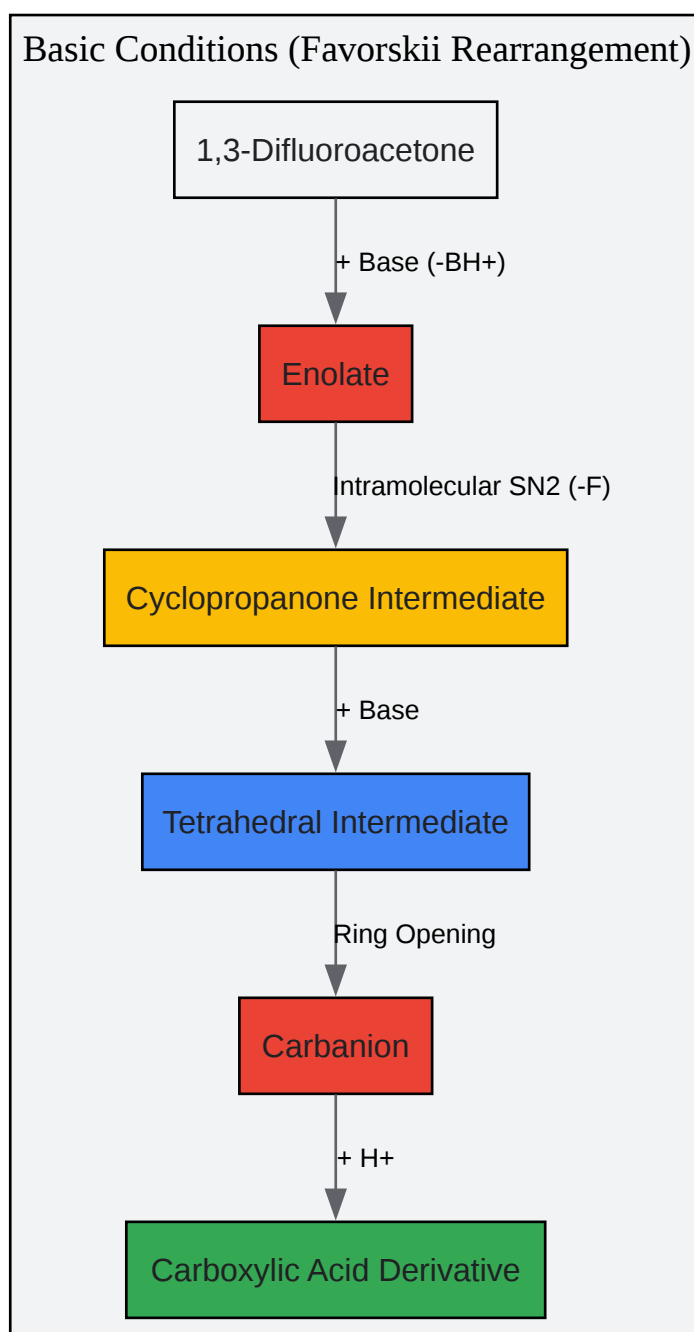 Basic Conditions (Favorskii Rearrangement)
1,3-Difluoroacetone
+ Base (-BH+)
Enolate
Intramolecular SN2 (-F)
Cyclopropanone Intermediate
+ Base
Tetrahedral Intermediate
Ring Opening
Carbanion
+ H+
Carboxylic Acid Derivative